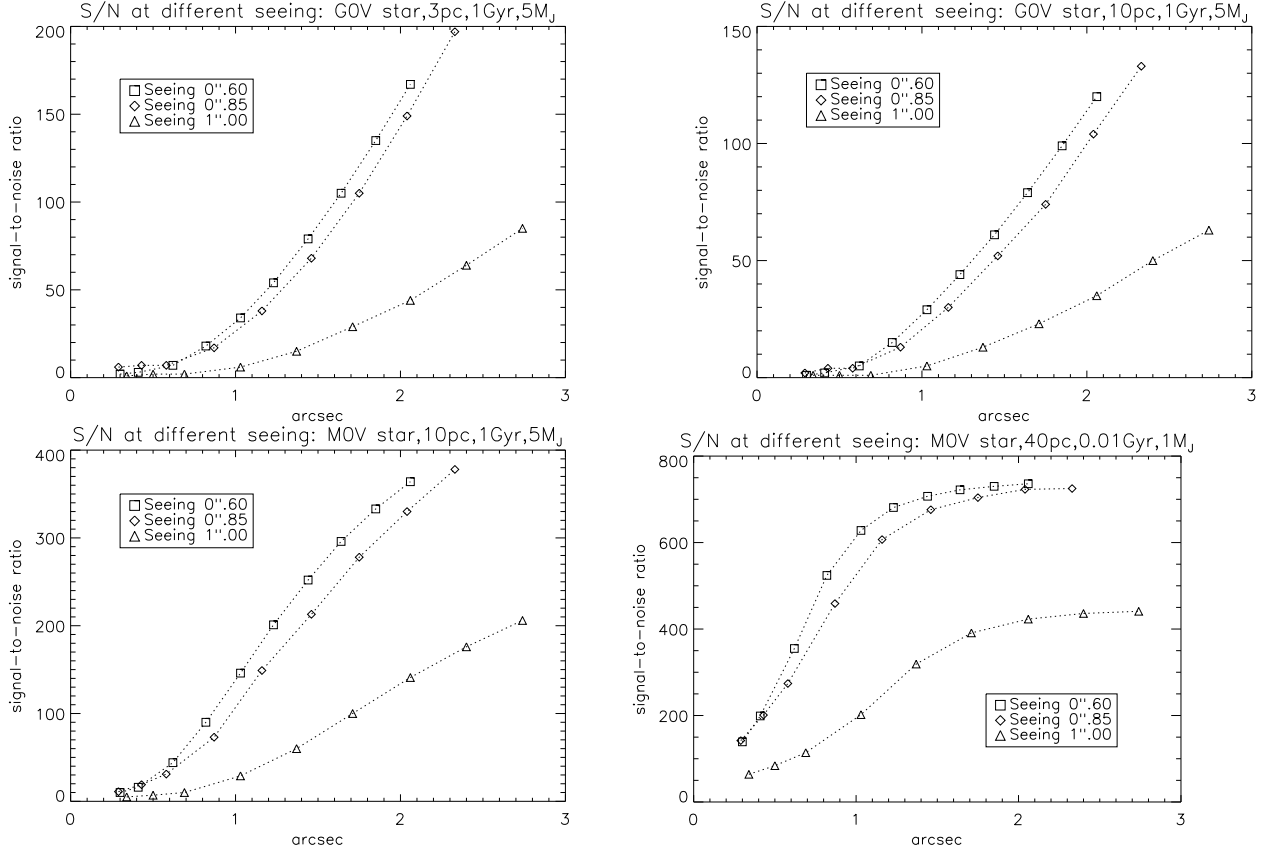 S/N at different seeing: G0V star,3pc,1Gyr,5M_J
200
150
100
50
0
signal-to-noise ratio
Seeing 0".60
Seeing 0".85
Seeing 1".00
0 1 2 3
arcsec
S/N at different seeing: G0V star,10pc,1Gyr,5M_J
150
100
50
0
signal-to-noise ratio
Seeing 0".60
Seeing 0".85
Seeing 1".00
0 1 2 3
arcsec
S/N at different seeing: M0V star,10pc,1Gyr,5M_J
400
300
200
100
0
signal-to-noise ratio
Seeing 0".60
Seeing 0".85
Seeing 1".00
0 1 2 3
arcsec
S/N at different seeing: M0V star,40pc,0.01Gyr,1M_J
800
600
400
200
0
signal-to-noise ratio
Seeing 0".60
Seeing 0".85
Seeing 1".00
0 1 2 3
arcsec